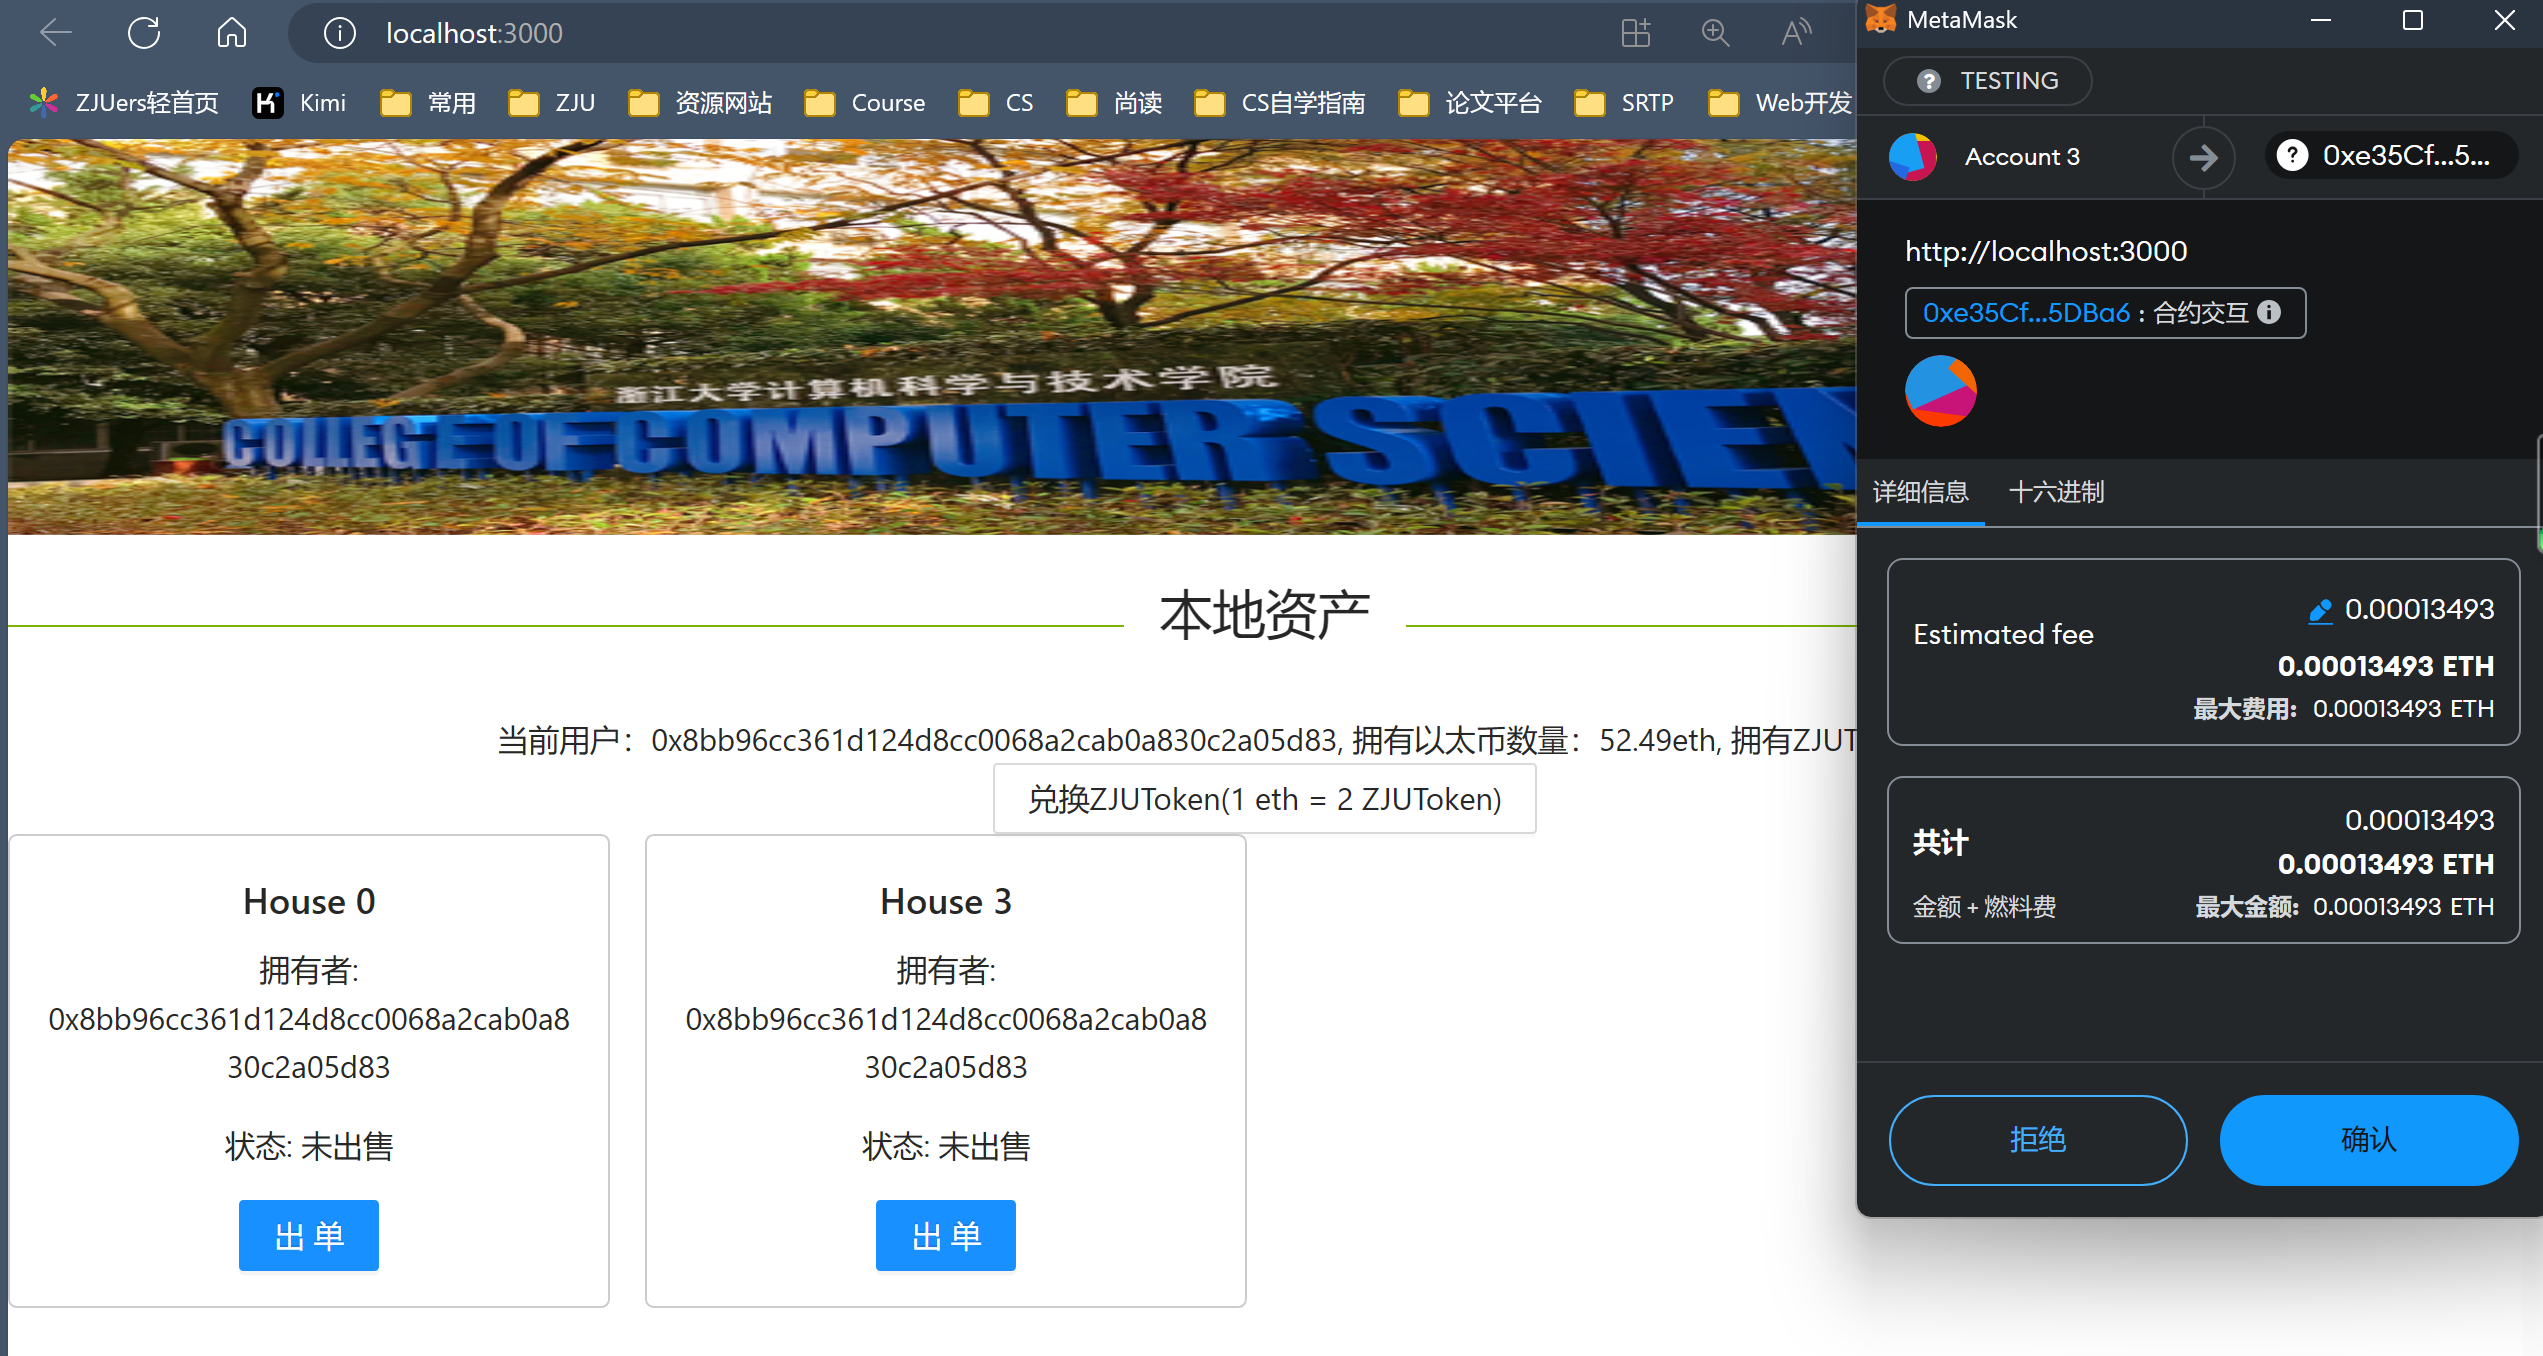 localhost:3000
ZJUers轻首页
Kimi
常用
ZJU
资源网站
Course
CS
尚读
CS自学指南
论文平台
SRTP
Web开发
浙江大学计算机科学与技术学院
COLLEGE OF COMPUTER SCIEN
本地资产
当前用户：0x8bb96cc361d124d8cc0068a2cab0a830c2a05d83, 拥有以太币数量：52.49eth, 拥有ZJUT
兑换ZJUToken(1 eth = 2 ZJUToken)
House 0
拥有者:
0x8bb96cc361d124d8cc0068a2cab0a8
30c2a05d83
状态: 未出售
出 单
House 3
拥有者:
0x8bb96cc361d124d8cc0068a2cab0a8
30c2a05d83
状态: 未出售
出 单
MetaMask
TESTING
Account 3
0xe35Cf...5...
http://localhost:3000
0xe35Cf...5DBa6 : 合约交互
详细信息
十六进制
Estimated fee
0.00013493
0.00013493 ETH
最大费用: 0.00013493 ETH
共计
0.00013493
0.00013493 ETH
金额 + 燃料费
最大金额: 0.00013493 ETH
拒绝
确认